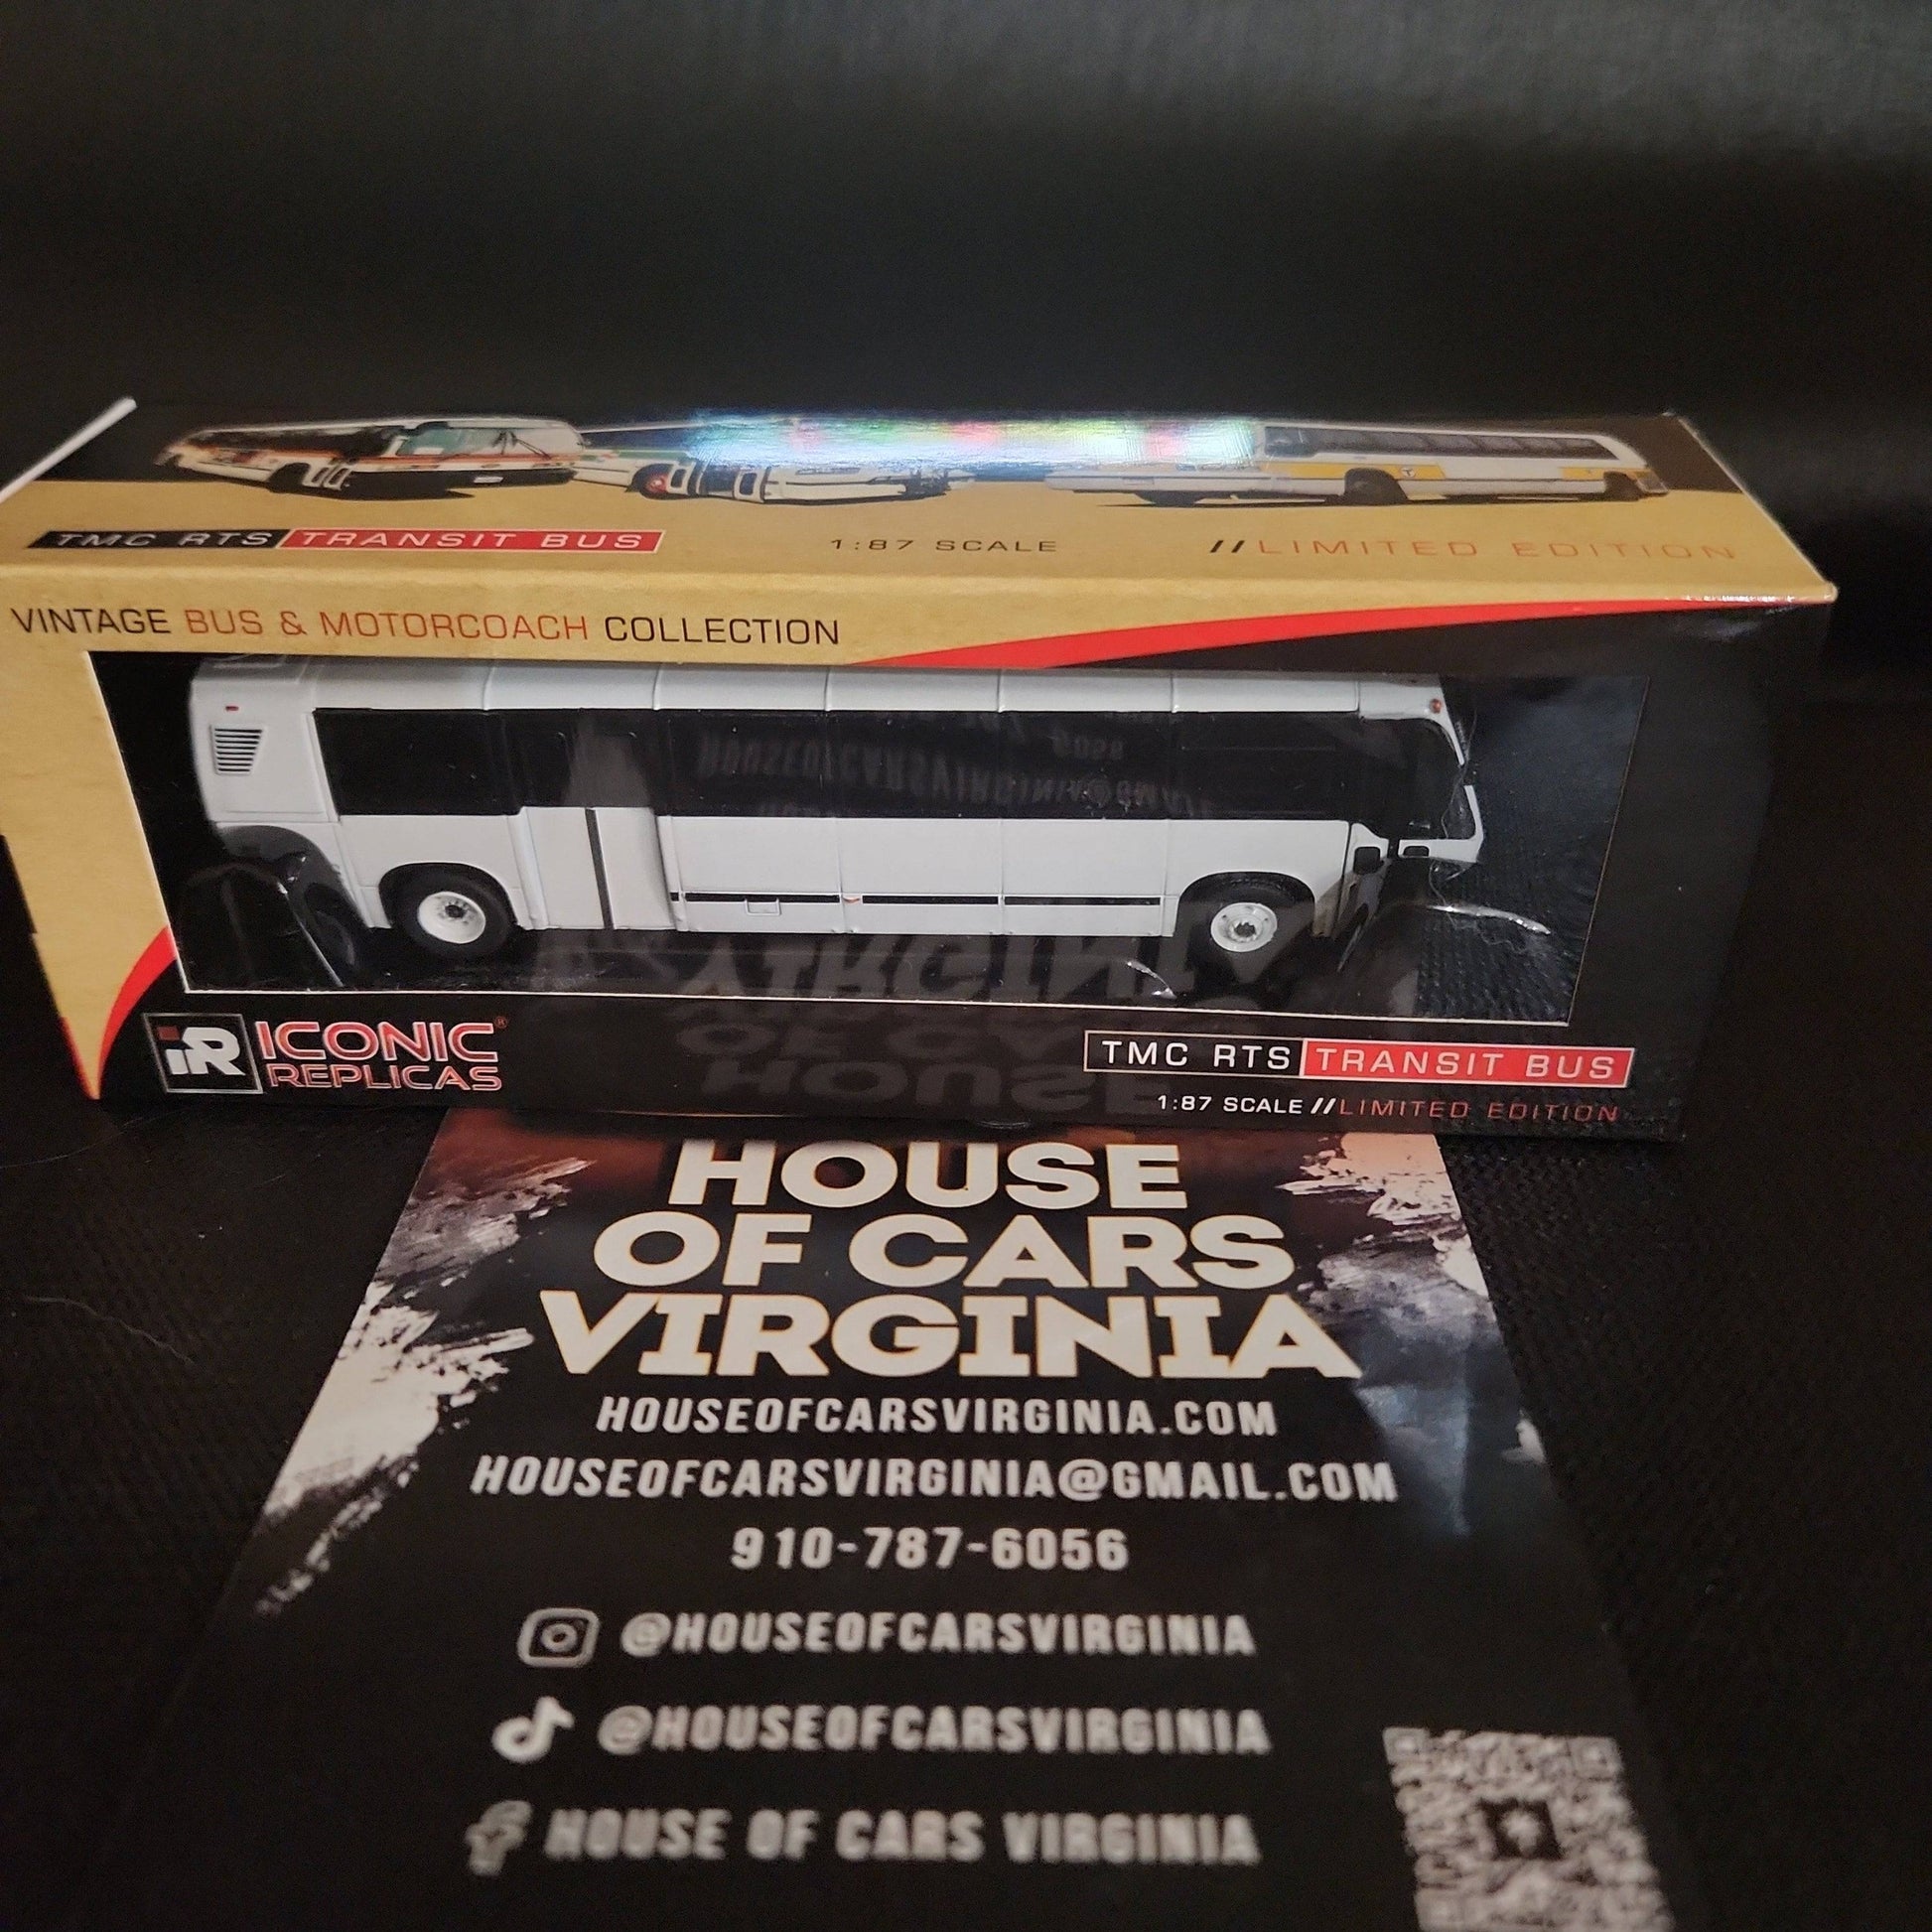 TMC RTS TRANSIT BUS
1:87 SCALE
//LIMITED EDITION
VINTAGE BUS & MOTORCOACH COLLECTION
iR ICONIC®
REPLICAS
TMC RTS TRANSIT BUS
1:87 SCALE //LIMITED EDITION
HOUSE
OF CARS
VIRGINIA
HOUSEOFCARSVIRGINIA.COM
HOUSEOFCARSVIRGINIA@GMAIL.COM
910-787-6056
@HOUSEOFCARSVIRGINIA
@HOUSEOFCARSVIRGINIA
HOUSE OF CARS VIRGINIA